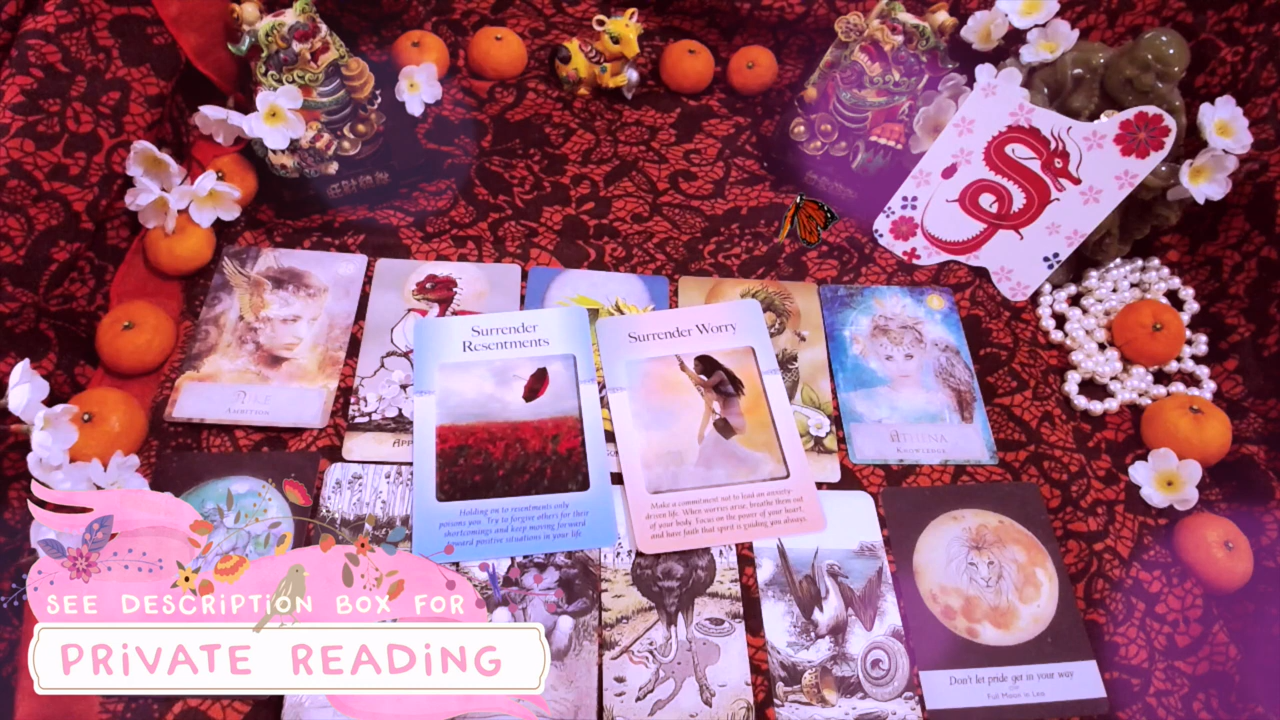 NIKE
AMBITION
Surrender
Resentments
Holding on to resentments only
poisons you. Try to forgive others for their
shortcomings and keep moving forward
toward positive situations in your life
Surrender Worry
Make a commitment not to lead an anxiety-
driven life. When worries arise, breathe them out
of your body. Focus on the power of your heart,
and have faith that spirit is guiding you always.
ATHENA
KNOWLEDGE
Don't let pride get in your way
Full Moon in Leo
SEE DESCRIPTION BOX FOR
PRIVATE READING